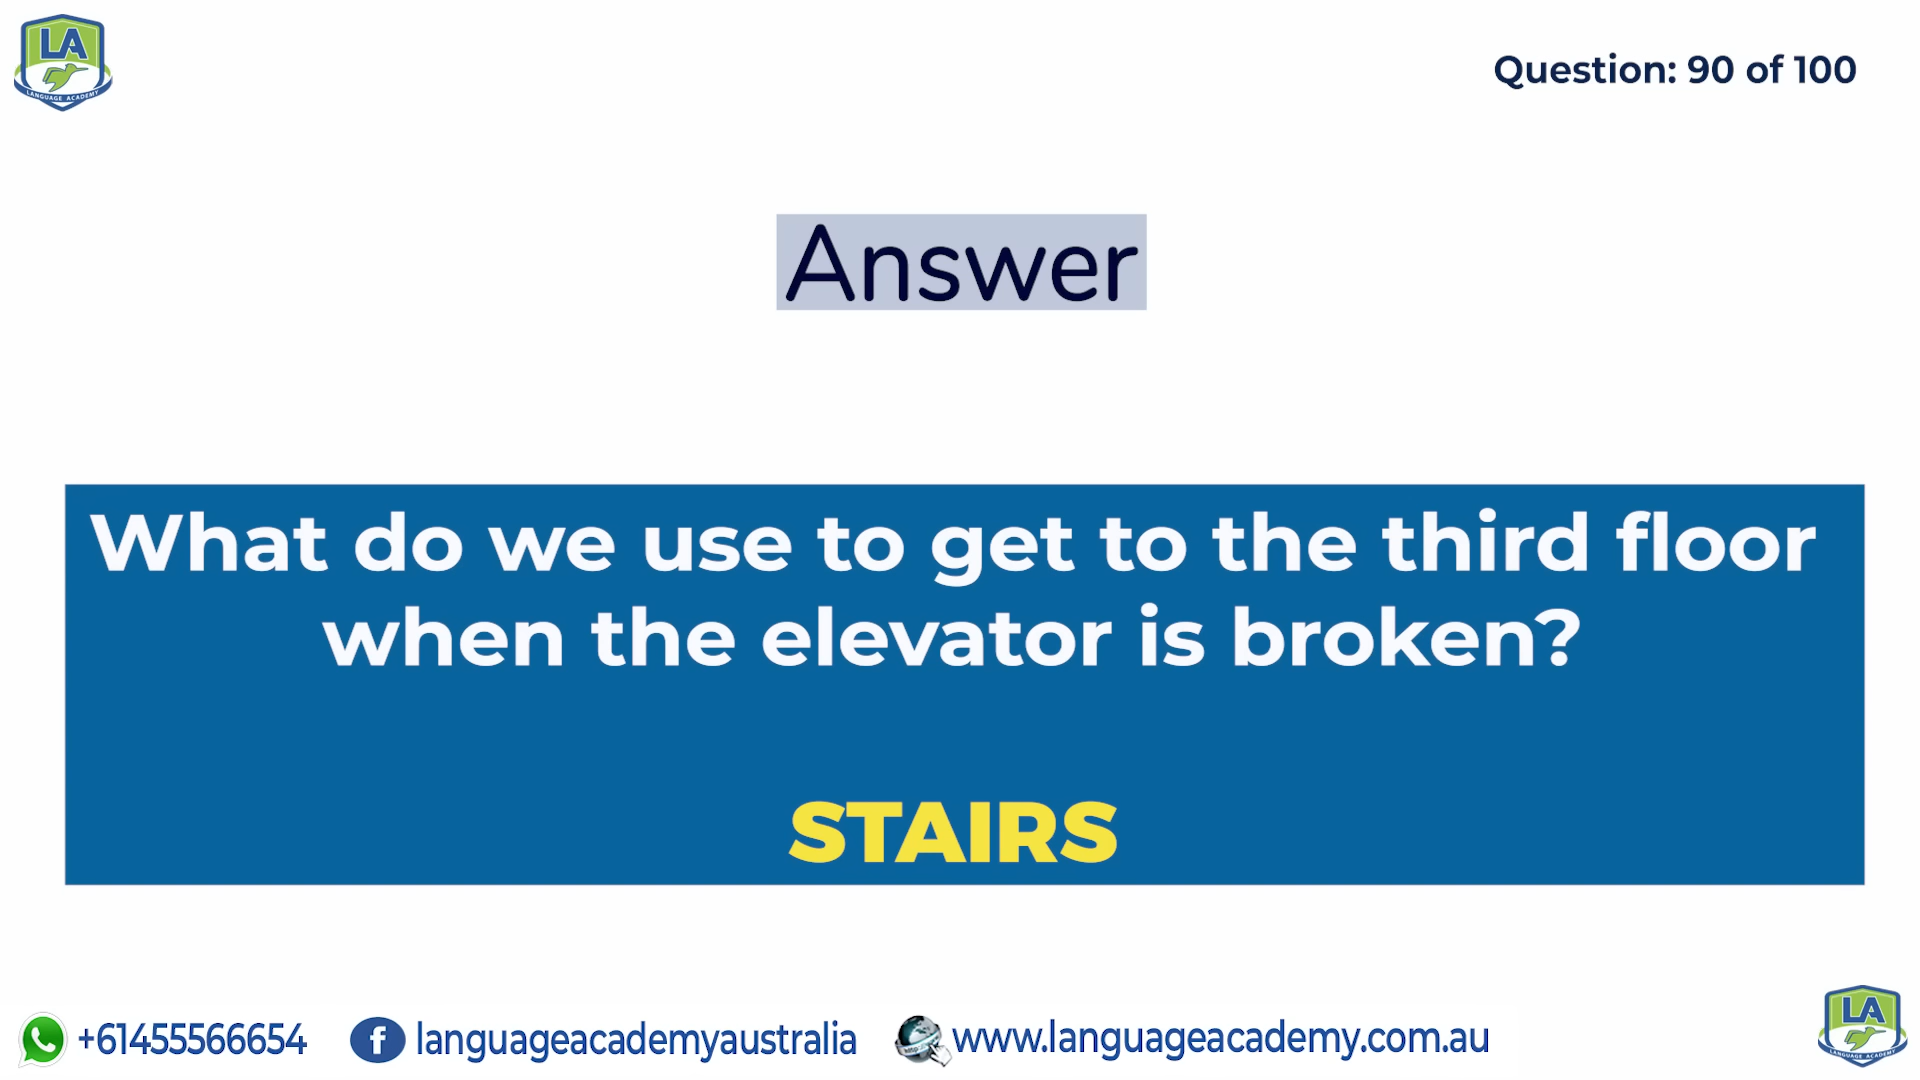 LA
LANGUAGE ACADEMY
Question: 90 of 100
Answer
What do we use to get to the third floor
when the elevator is broken?
STAIRS
+61455566654
languageacademyaustralia
www.languageacademy.com.au
LA
LANGUAGE ACADEMY